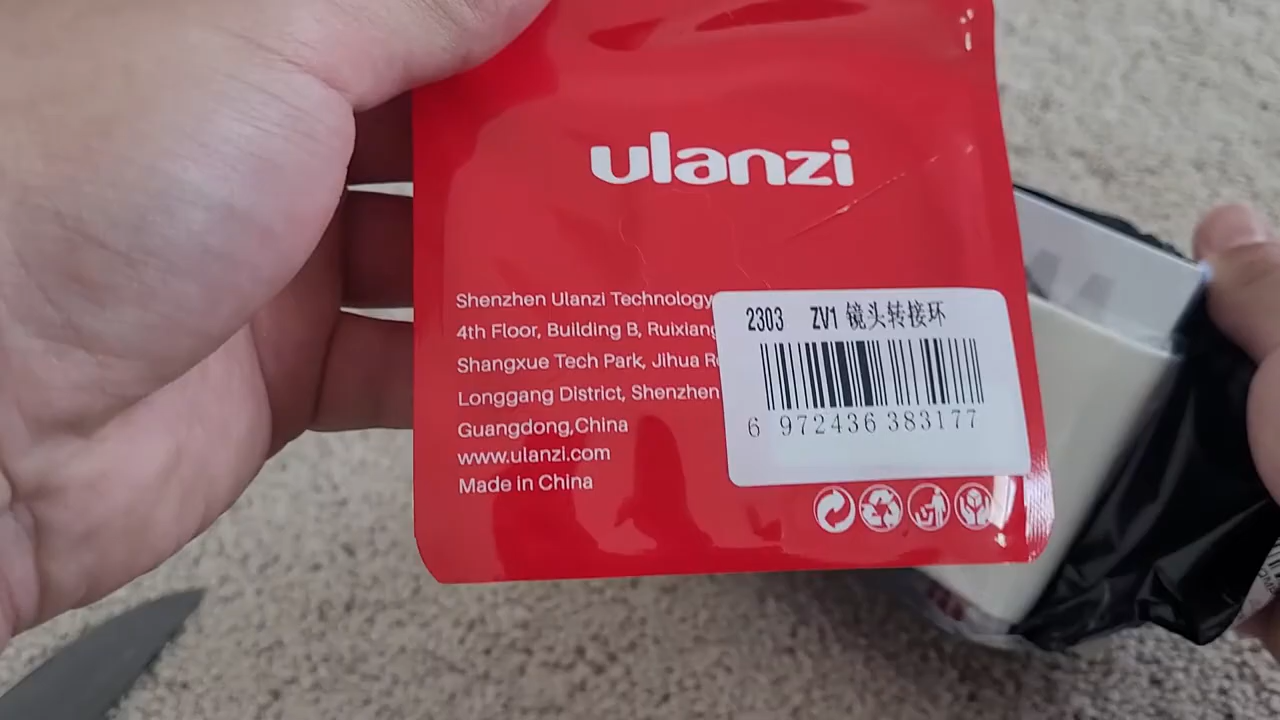 ulanzi
Shenzhen Ulanzi Technology
4th Floor, Building B, Ruixiang
Shangxue Tech Park, Jihua
Longgang District, Shenzhen
Guangdong,China
www.ulanzi.com
Made in China
2303 ZV1 镜头转接环
6 972436 383177